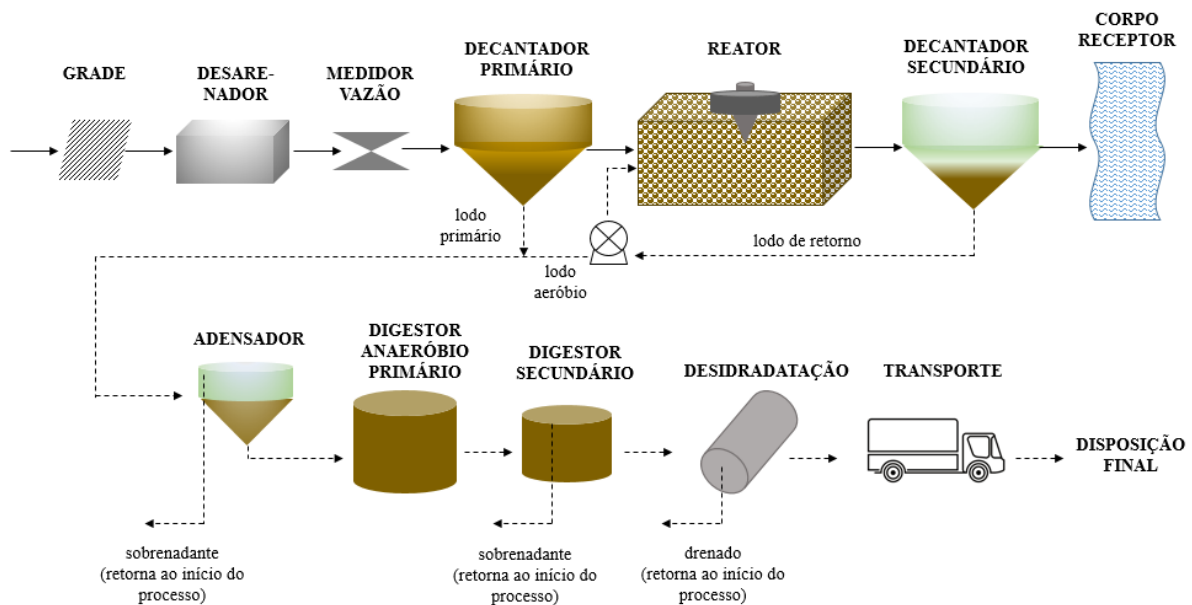 GRADE
DESARE-
NADOR
MEDIDOR
VAZÃO
DECANTADOR
PRIMÁRIO
REATOR
DECANTADOR
SECUNDÁRIO
CORPO
RECEPTOR
lodo
primário
lodo
aeróbio
lodo de retorno
ADENSADOR
DIGESTOR
ANAERÓBIO
PRIMÁRIO
DIGESTOR
SECUNDÁRIO
DESIDRADATAÇÃO
TRANSPORTE
DISPOSIÇÃO
FINAL
sobrenadante
(retorna ao início do
processo)
sobrenadante
(retorna ao início do
processo)
drenado
(retorna ao início do
processo)